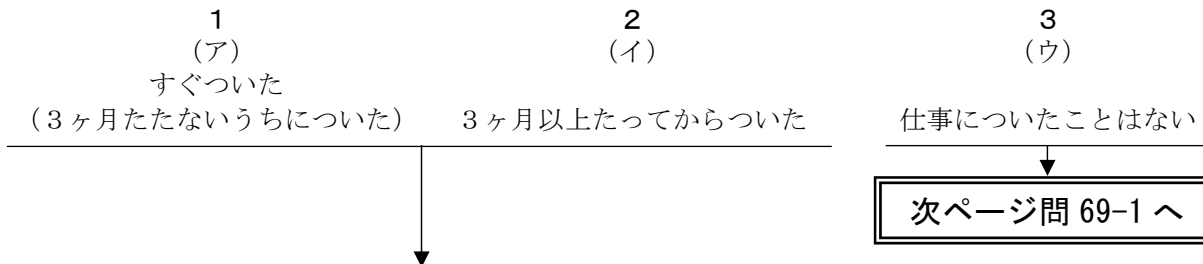 1 2 3
（ア） （イ） （ウ）
すぐついた
（３ヶ月たたないうちについた） ３ヶ月以上たってからついた 仕事についたことはない
次ページ問 69-1 へ